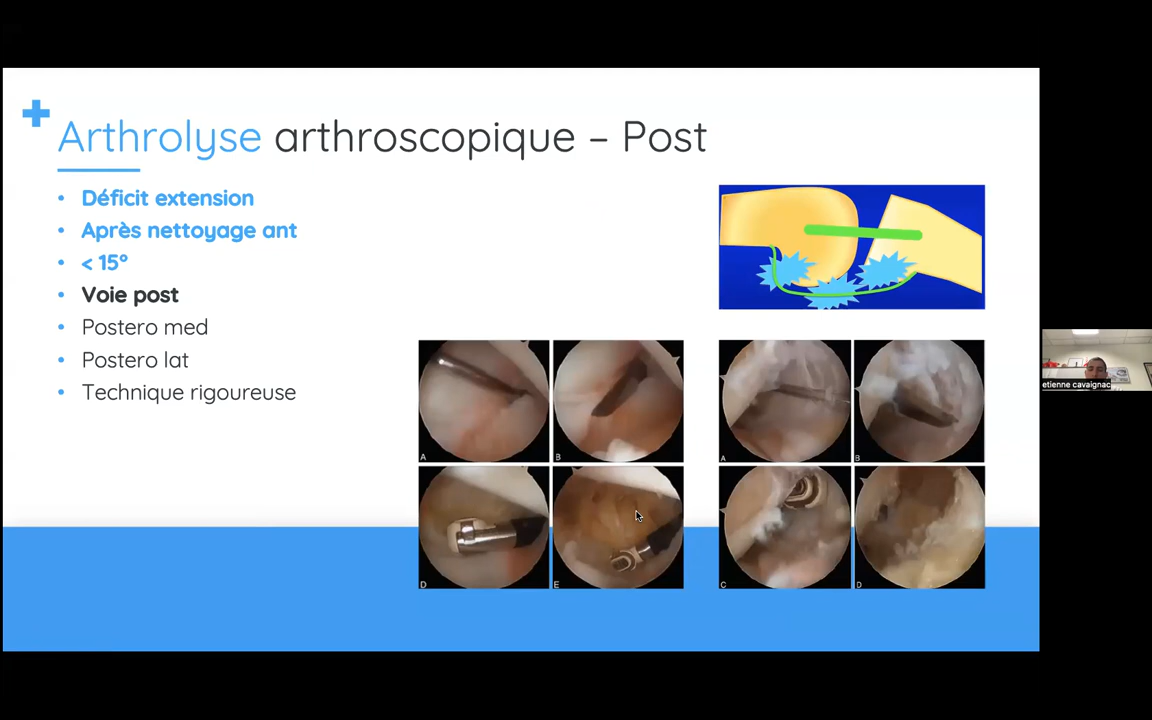 Arthrolyse arthroscopique – Post
• Déficit extension
• Après nettoyage ant
• < 15°
• Voie post
• Postero med
• Postero lat
• Technique rigoureuse
A
B
A
B
D
E
C
D
etienne cavaignac